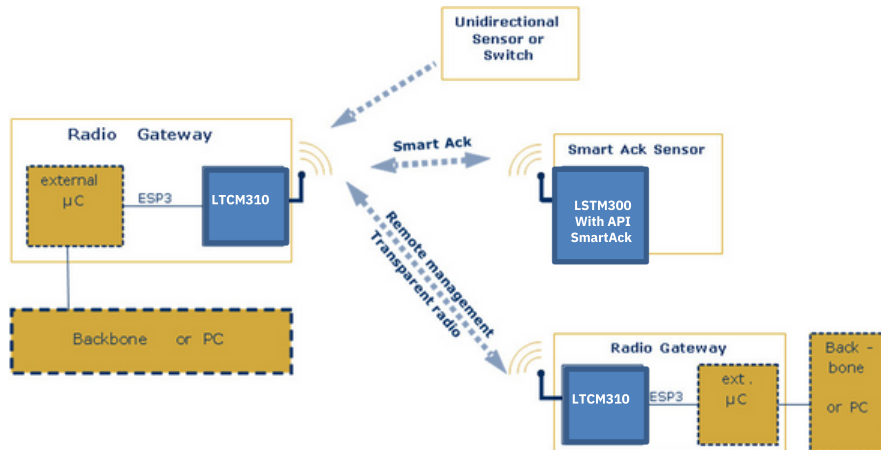 Unidirectional
Sensor or
Switch
Radio Gateway
external
µC
ESP3
LTCM310
Smart Ack
Smart Ack Sensor
LSTM300
With API
SmartAck
Remote management
Transparent radio
Backbone or PC
Radio Gateway
LTCM310
ESP3
ext.
µC
Back -
bone
or PC